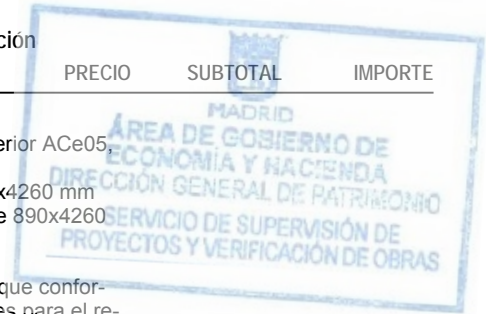 ción
PRECIO SUBTOTAL IMPORTE
MADRID
ÁREA DE GOBIERNO DE
ECONOMÍA Y HACIENDA
DIRECCIÓN GENERAL DE PATRIMONIO
SERVICIO DE SUPERVISIÓN DE
PROYECTOS Y VERIFICACIÓN DE OBRAS
erior ACe05,
x4260 mm
e 890x4260
que confor-
es para el re-